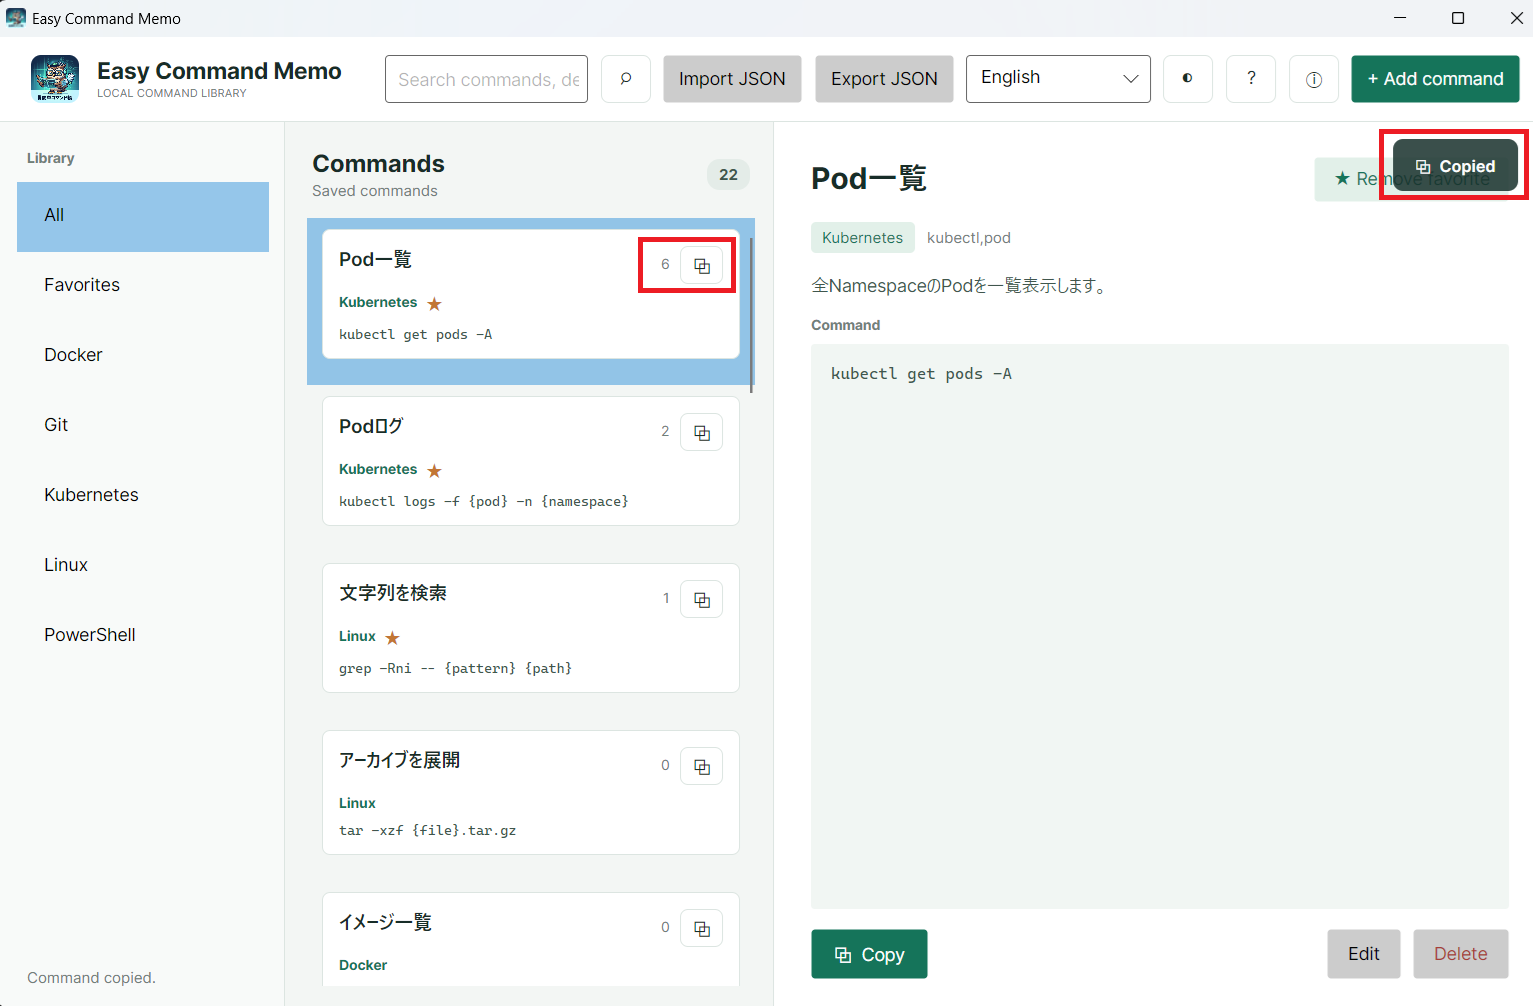 Easy Command Memo
Easy Command Memo
LOCAL COMMAND LIBRARY
Search commands, de
Import JSON
Export JSON
English
?
+ Add command
Library
All
Favorites
Docker
Git
Kubernetes
Linux
PowerShell
Command copied.
Commands
Saved commands
22
Pod一覧
6
Kubernetes ★
kubectl get pods -A
Podログ
2
Kubernetes ★
kubectl logs -f {pod} -n {namespace}
文字列を検索
1
Linux ★
grep -Rni -- {pattern} {path}
アーカイブを展開
0
Linux
tar -xzf {file}.tar.gz
イメージ一覧
0
Docker
Pod一覧
★ Remove favorite
Copied
Kubernetes kubectl,pod
全NamespaceのPodを一覧表示します。
Command
kubectl get pods -A
Copy
Edit
Delete